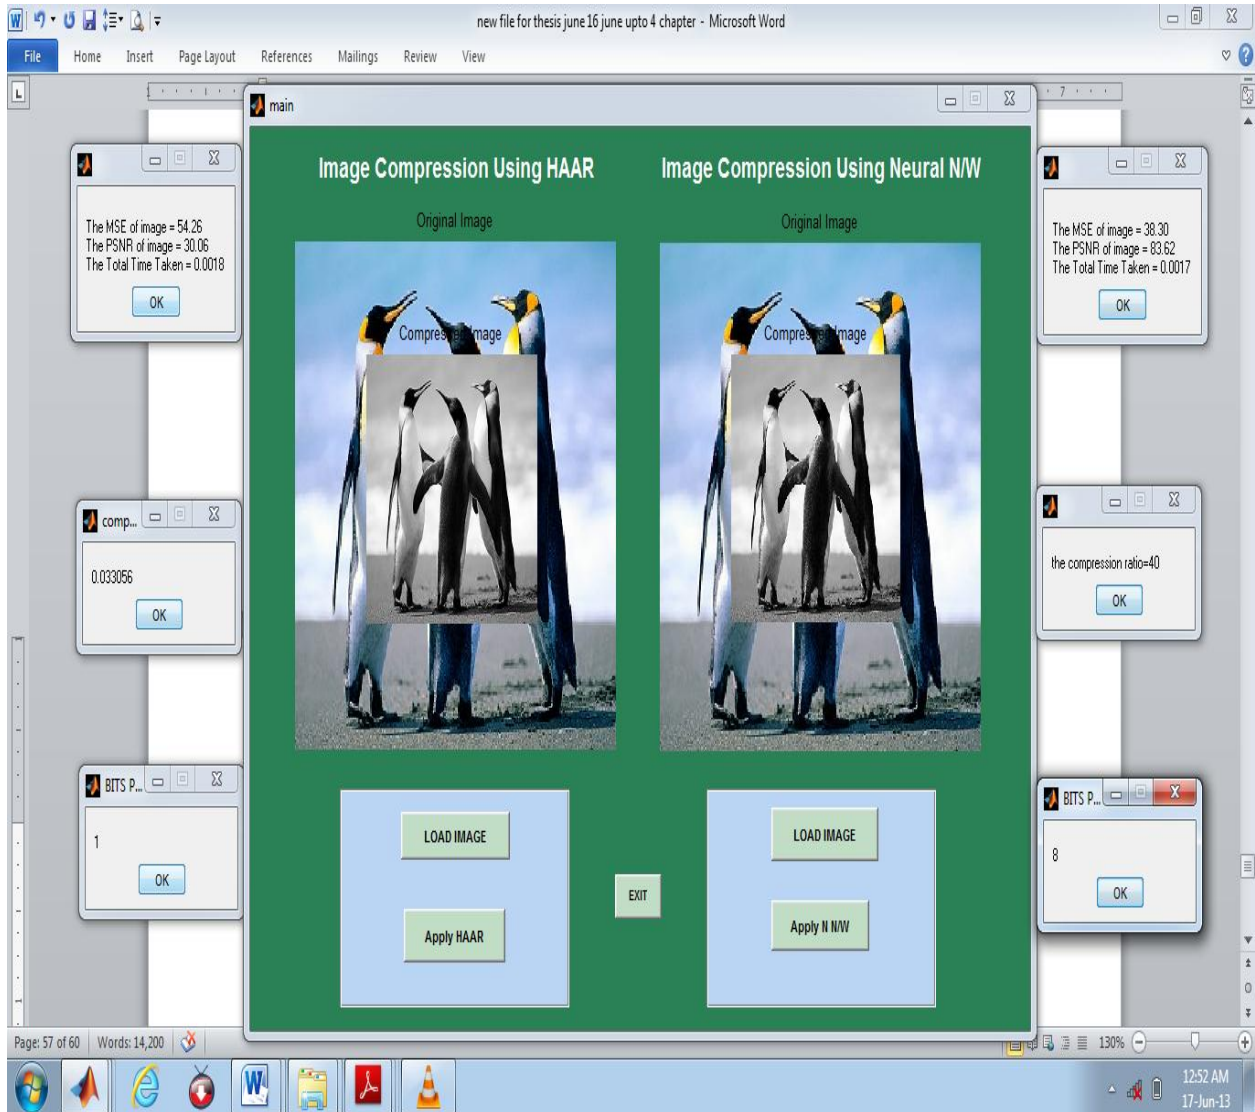 new file for thesis june 16 june upto 4 chapter - Microsoft Word
File Home Insert Page Layout References Mailings Review View
main
Image Compression Using HAAR
Image Compression Using Neural N/W
Original Image
Original Image
Compressed Image
Compressed Image
The MSE of image = 54.26
The PSNR of image = 30.06
The Total Time Taken = 0.0018
OK
The MSE of image = 38.30
The PSNR of image = 83.62
The Total Time Taken = 0.0017
OK
comp...
0.033056
OK
the compression ratio=40
OK
BITS P...
1
OK
BITS P...
8
OK
LOAD IMAGE
Apply HAAR
EXIT
LOAD IMAGE
Apply N N/W
Page: 57 of 60 Words: 14,200
130%
12:52 AM
17-Jun-13